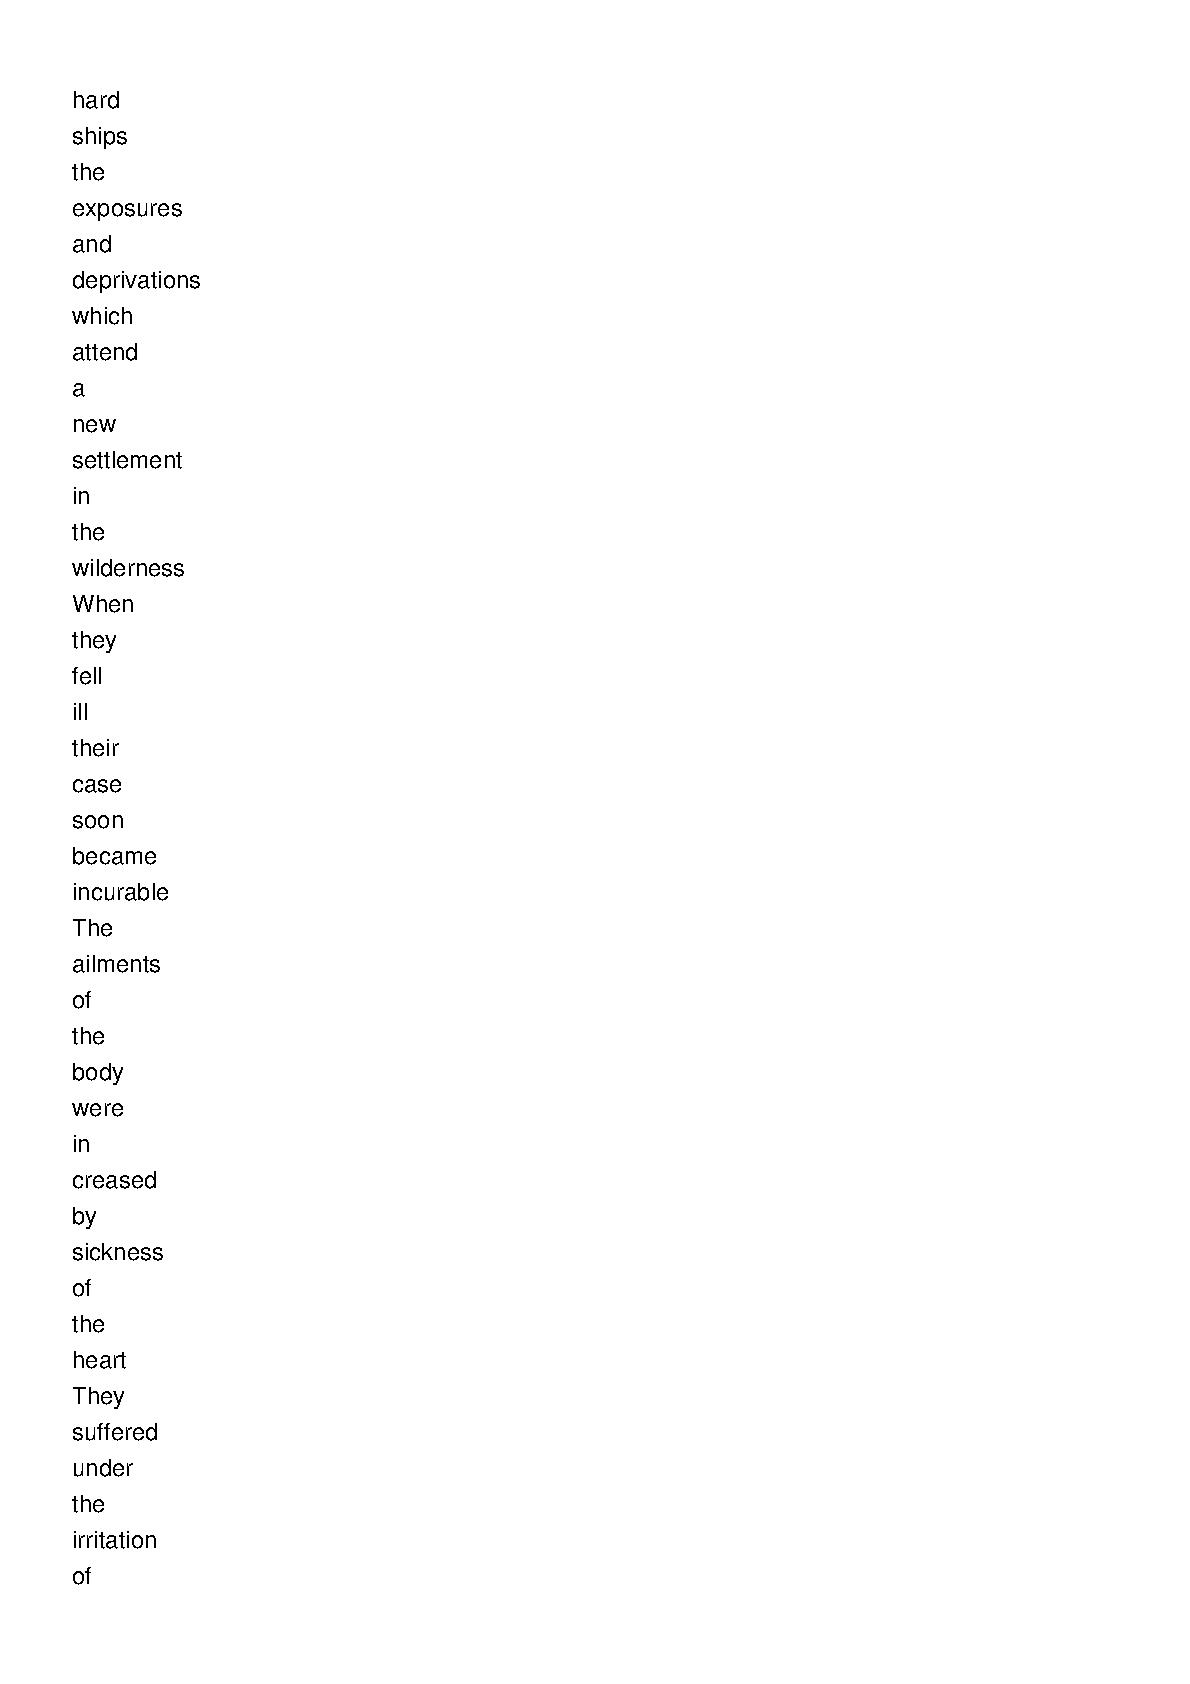 hard
ships
the
exposures
and
deprivations
which
attend
a
new
settlement
in
the
wilderness
When
they
fell
ill
their
case
soon
became
incurable
The
ailments
of
the
body
were
in
creased
by
sickness
of
the
heart
They
suffered
under
the
irritation
of